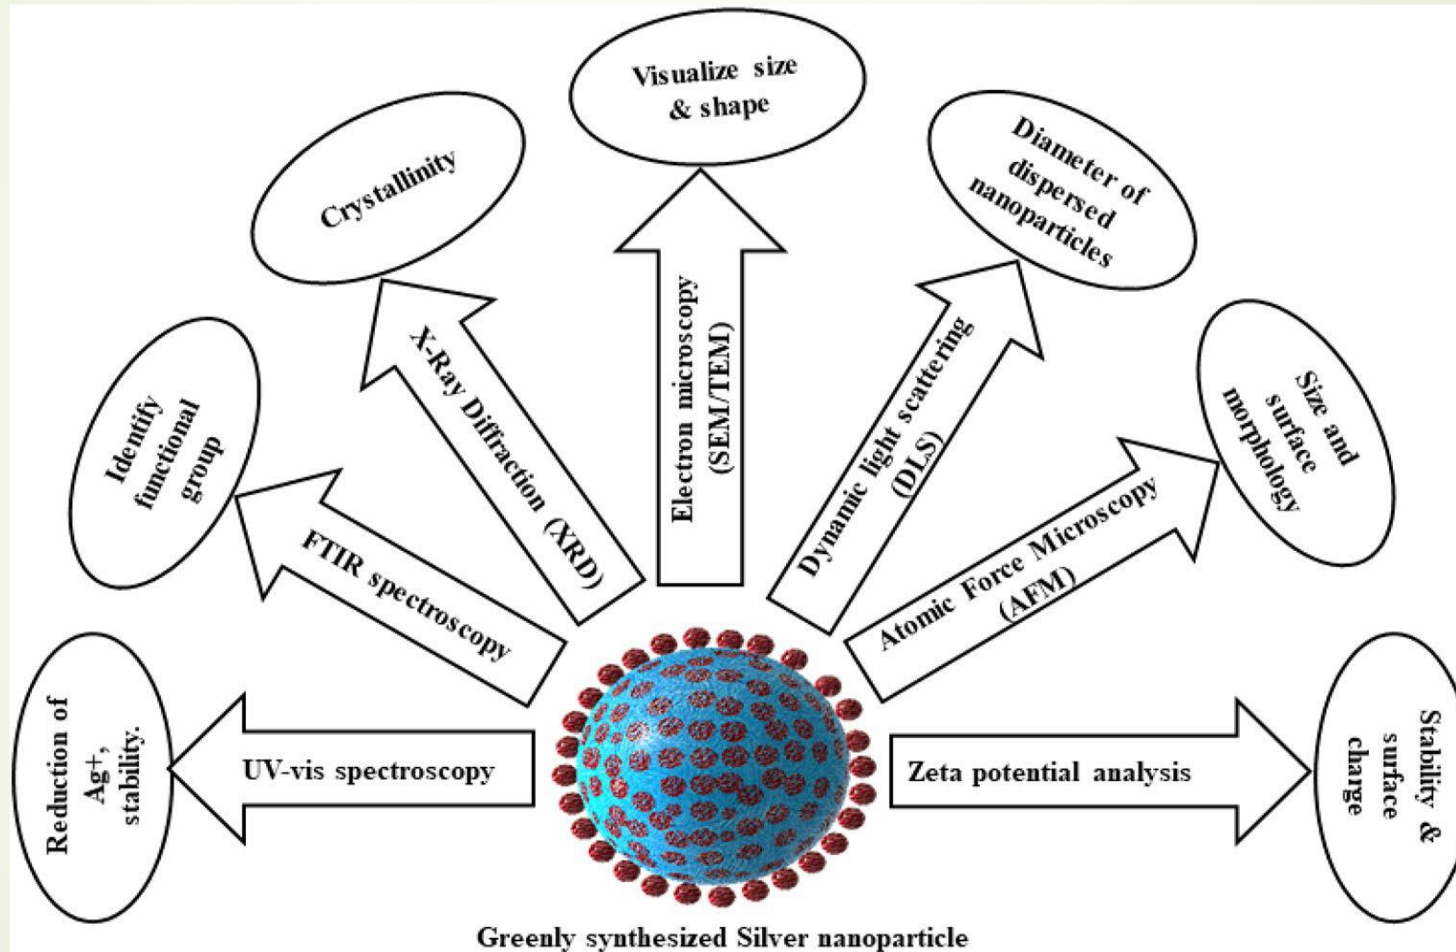 Visualize size
& shape
Crystallinity
Diameter of
dispersed
nanoparticles
Identify
functional
group
Size and
surface
morphology
Reduction of
Ag+,
stability.
Stability &
surface
charge
UV-vis spectroscopy
FTIR spectroscopy
X-Ray Diffraction (XRD)
Electron microscopy
(SEM/TEM)
Dynamic light scattering
(DLS)
Atomic Force Microscopy
(AFM)
Zeta potential analysis
Greenly synthesized Silver nanoparticle